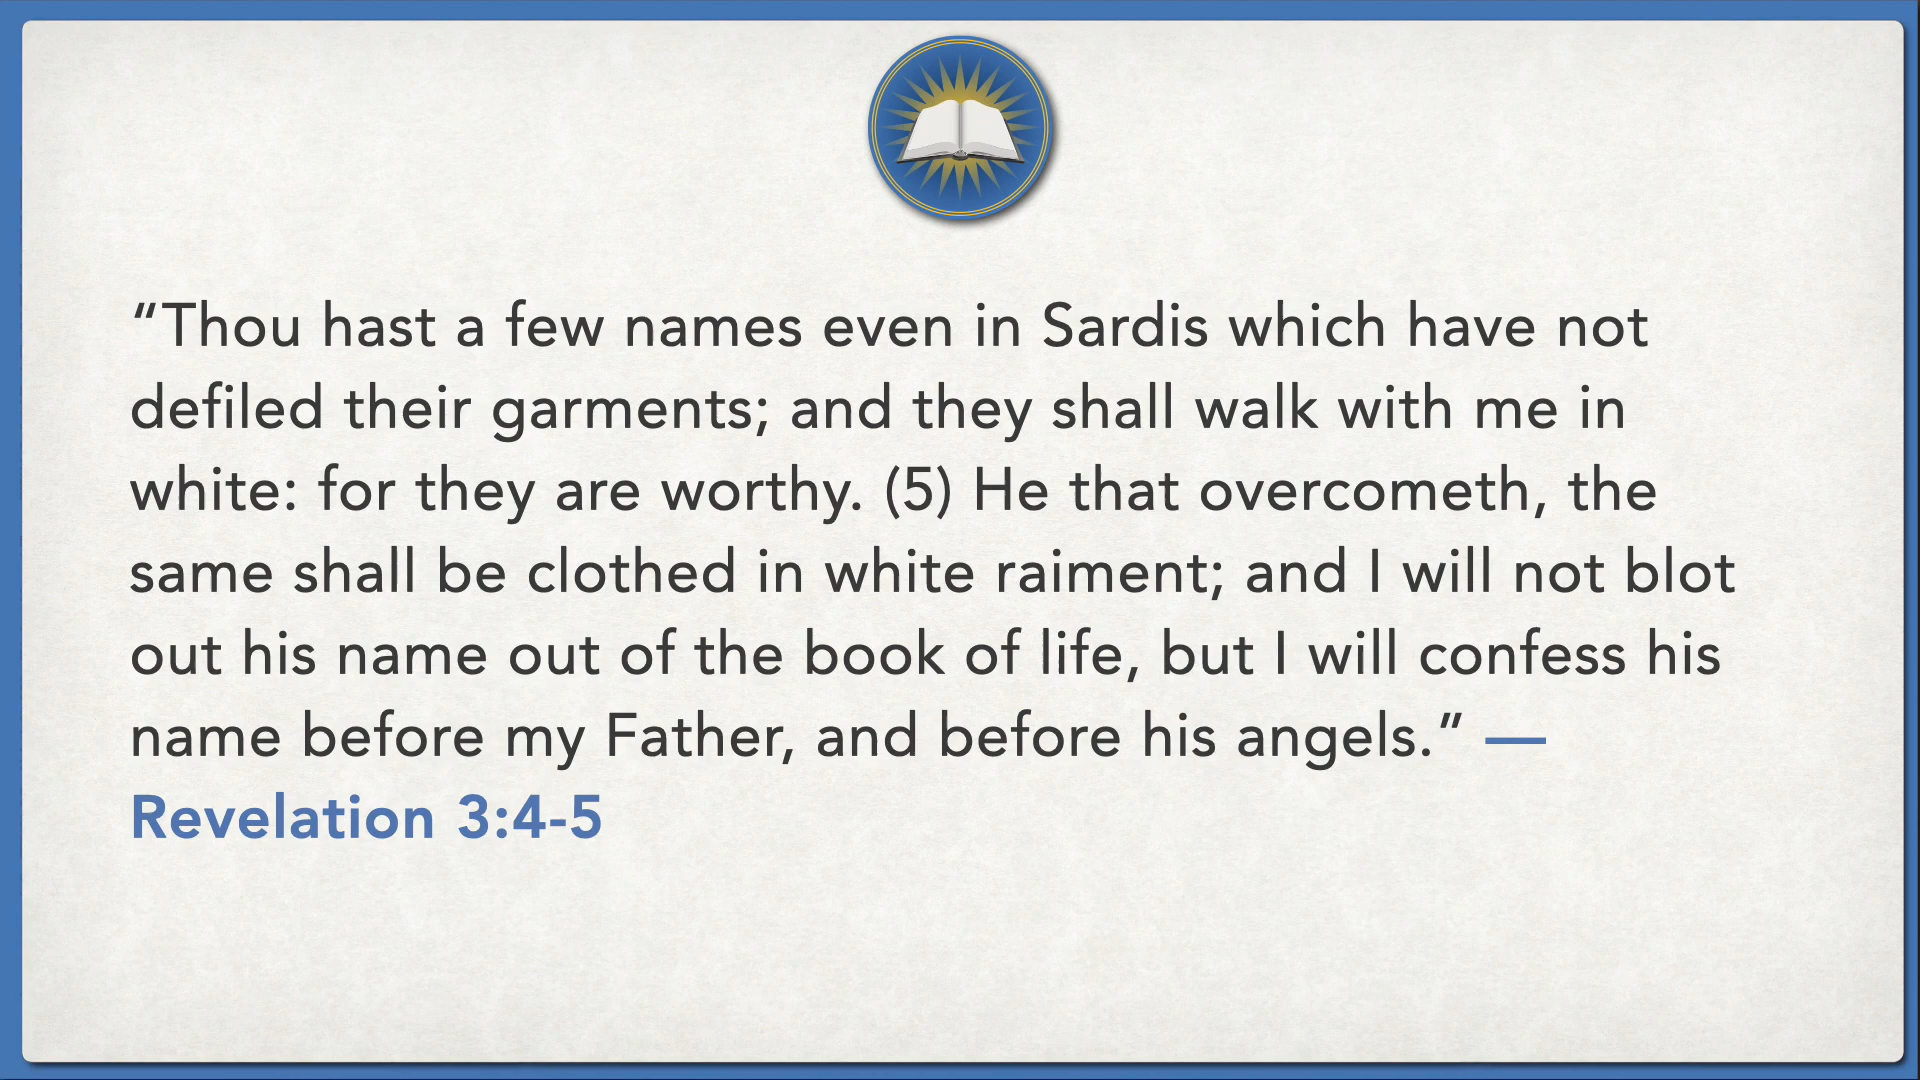 “Thou hast a few names even in Sardis which have not
defiled their garments; and they shall walk with me in
white: for they are worthy. (5) He that overcometh, the
same shall be clothed in white raiment; and I will not blot
out his name out of the book of life, but I will confess his
name before my Father, and before his angels.” —
Revelation 3:4-5